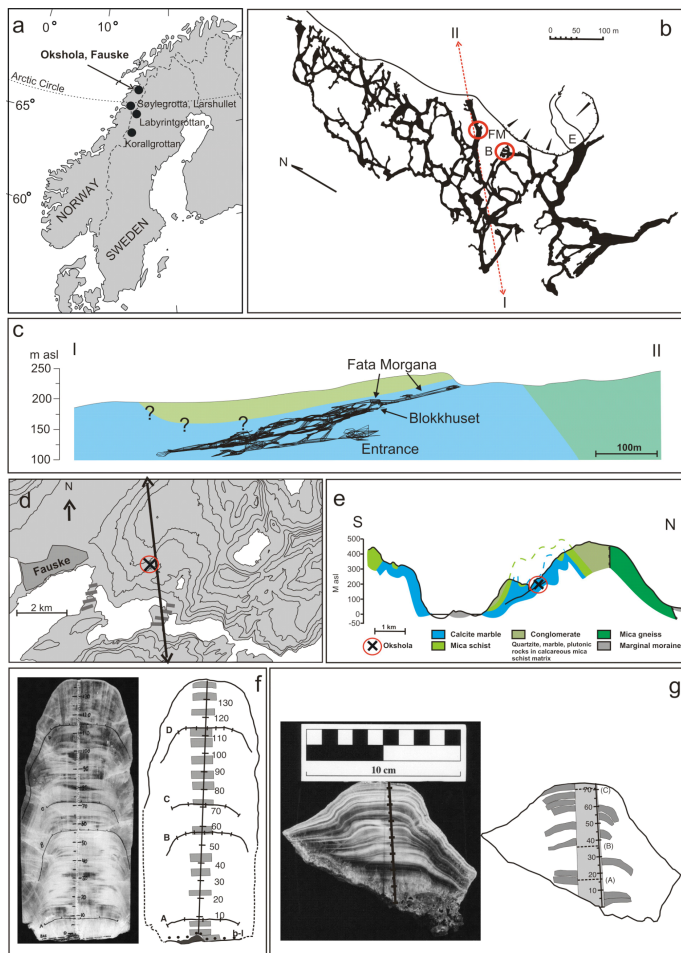 a
0°
10°
Okshola, Fauske
Arctic Circle
65°
Søylegrotta, Larshullet
Labyrintgrottan
Korallgrottan
60°
NORWAY
SWEDEN
b
0
100 m
II
FM
B
E
N
I
c
I
II
m asl
250
200
150
100
Fata Morgana
Blokkhuset
Entrance
?
?
?
100m
d
N
Fauske
2 km
e
S
N
M asl
500
400
300
200
100
0
-50
1 km
Okshola
Calcite marble
Mica schist
Conglomerate
Quartzite, marble, plutonic
rocks in calcareous mica
schist matrix
Mica gneiss
Marginal moraine
f
130
120
D
110
100
90
80
C
70
60
B
50
40
30
20
A
10
g
10 cm
70
(C)
60
50
40
(B)
30
20
(A)
10
0